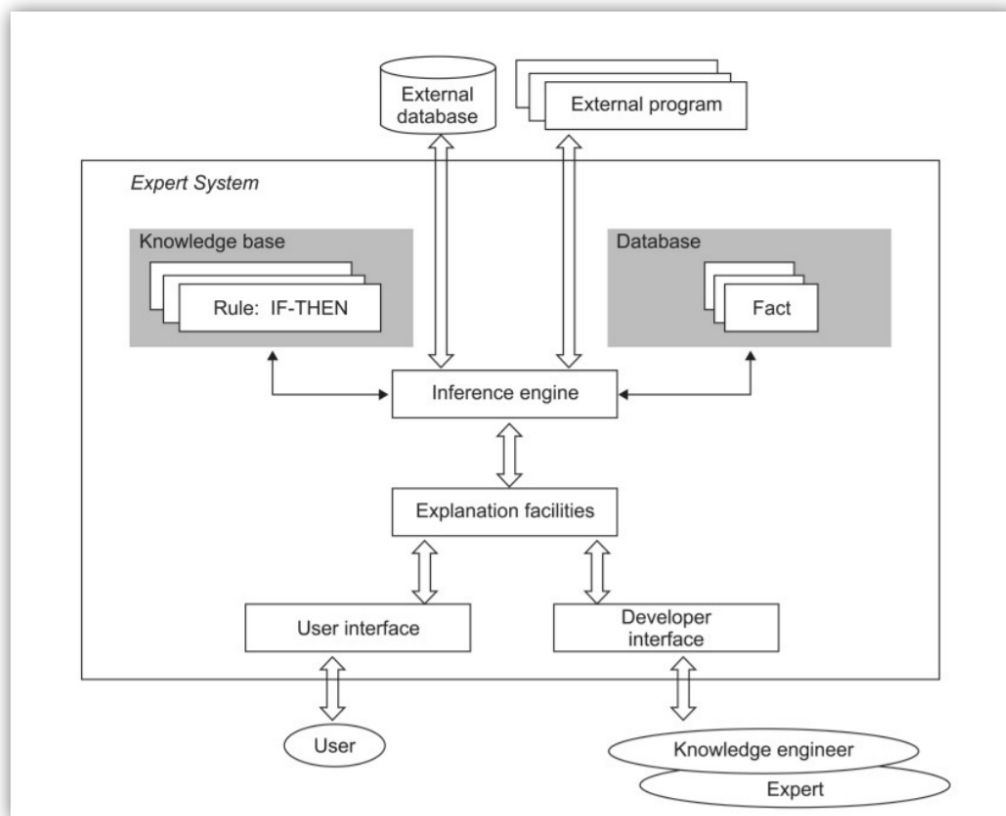 External
database
External program
Expert System
Knowledge base
Rule: IF-THEN
Database
Fact
Inference engine
Explanation facilities
User interface
Developer
interface
User
Knowledge engineer
Expert